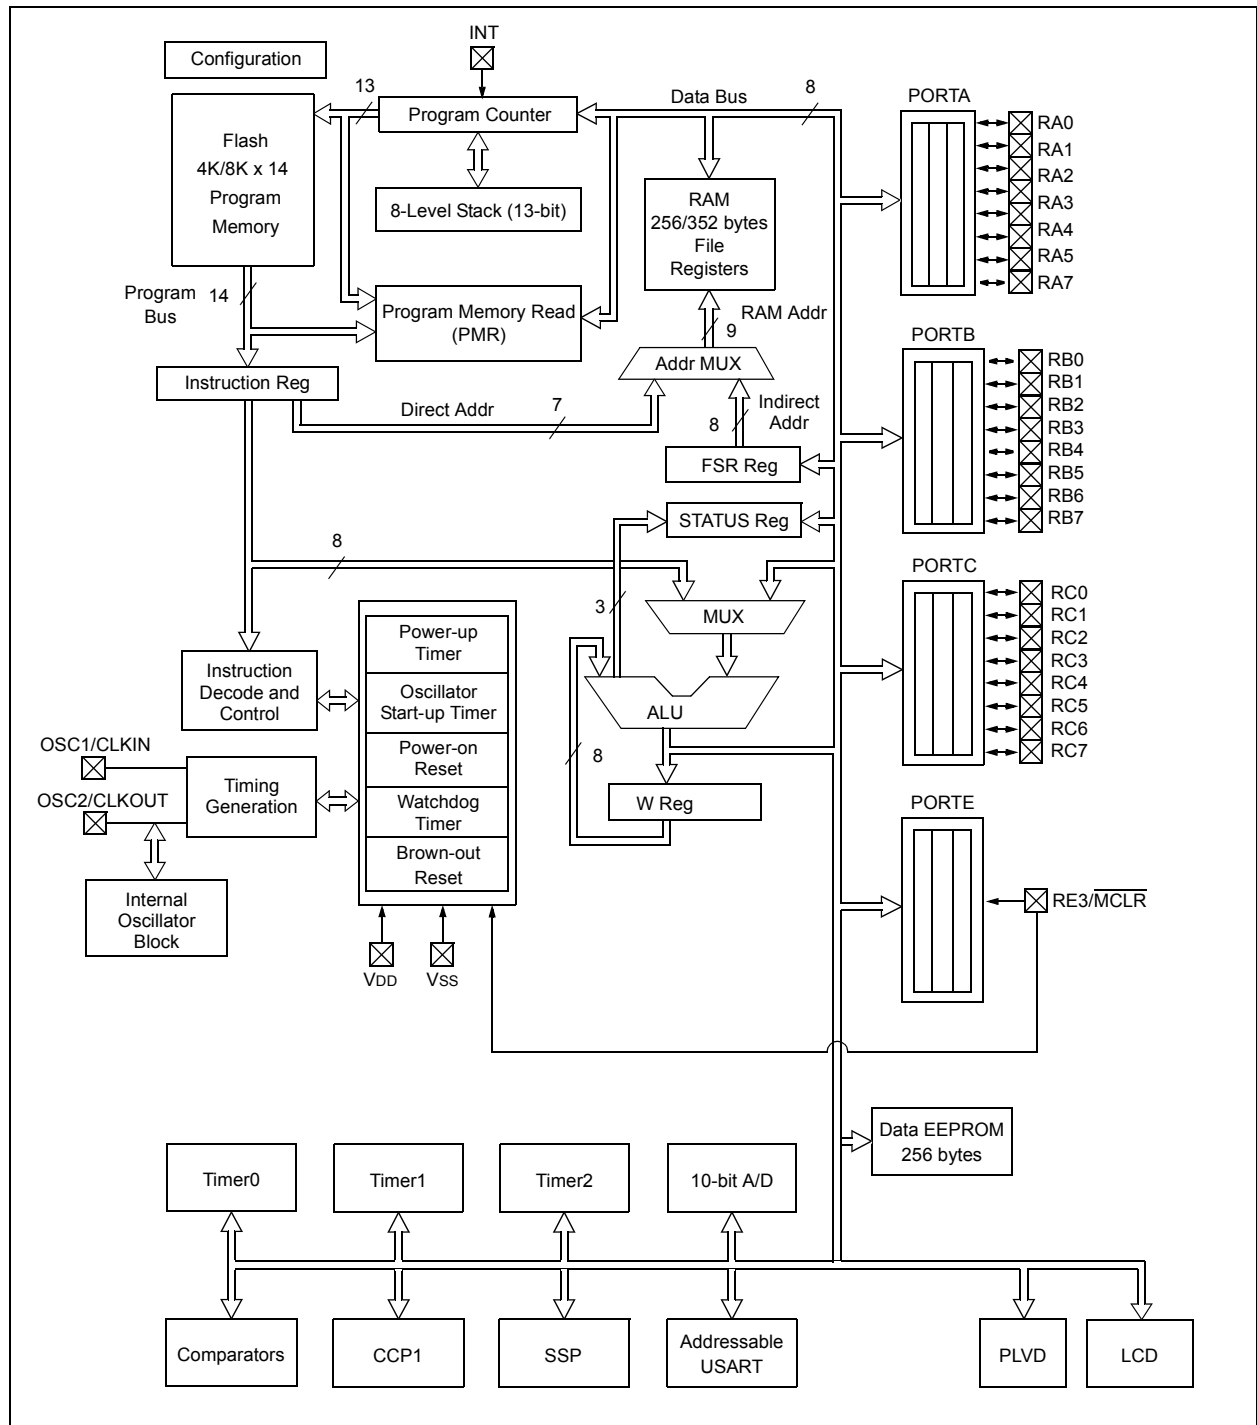 INT
Configuration
13
Data Bus
8
PORTA
Program Counter
Flash
4K/8K x 14
Program
Memory
8-Level Stack (13-bit)
RAM
256/352 bytes
File
Registers
RA0
RA1
RA2
RA3
RA4
RA5
RA7
Program
Bus
14
Program Memory Read
(PMR)
RAM Addr
9
Addr MUX
PORTB
Instruction Reg
Direct Addr
7
8
Indirect
Addr
FSR Reg
RB0
RB1
RB2
RB3
RB4
RB5
RB6
RB7
STATUS Reg
8
3
MUX
PORTC
RC0
RC1
RC2
RC3
RC4
RC5
RC6
RC7
Power-up
Timer
Instruction
Decode and
Control
Oscillator
Start-up Timer
ALU
OSC1/CLKIN
Power-on
Reset
8
Timing
Generation
OSC2/CLKOUT
Watchdog
Timer
W Reg
PORTE
Brown-out
Reset
Internal
Oscillator
Block
RE3/MCLR
VDD
VSS
Data EEPROM
256 bytes
Timer0
Timer1
Timer2
10-bit A/D
Comparators
CCP1
SSP
Addressable
USART
PLVD
LCD